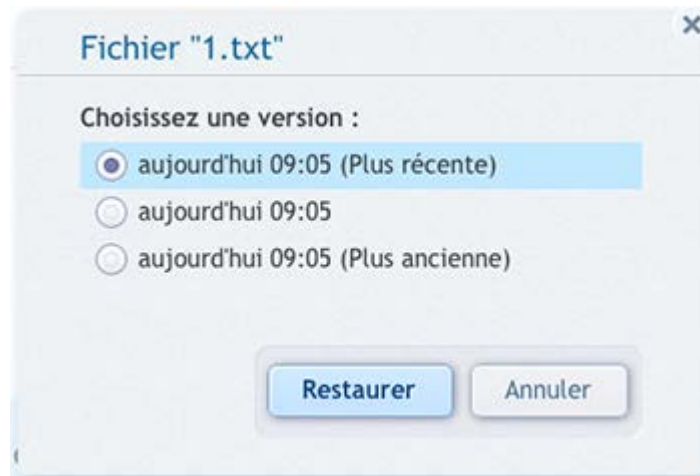 Fichier "1.txt"
Choisissez une version :
aujourd'hui 09:05 (Plus récente)
aujourd'hui 09:05
aujourd'hui 09:05 (Plus ancienne)
Restaurer Annuler